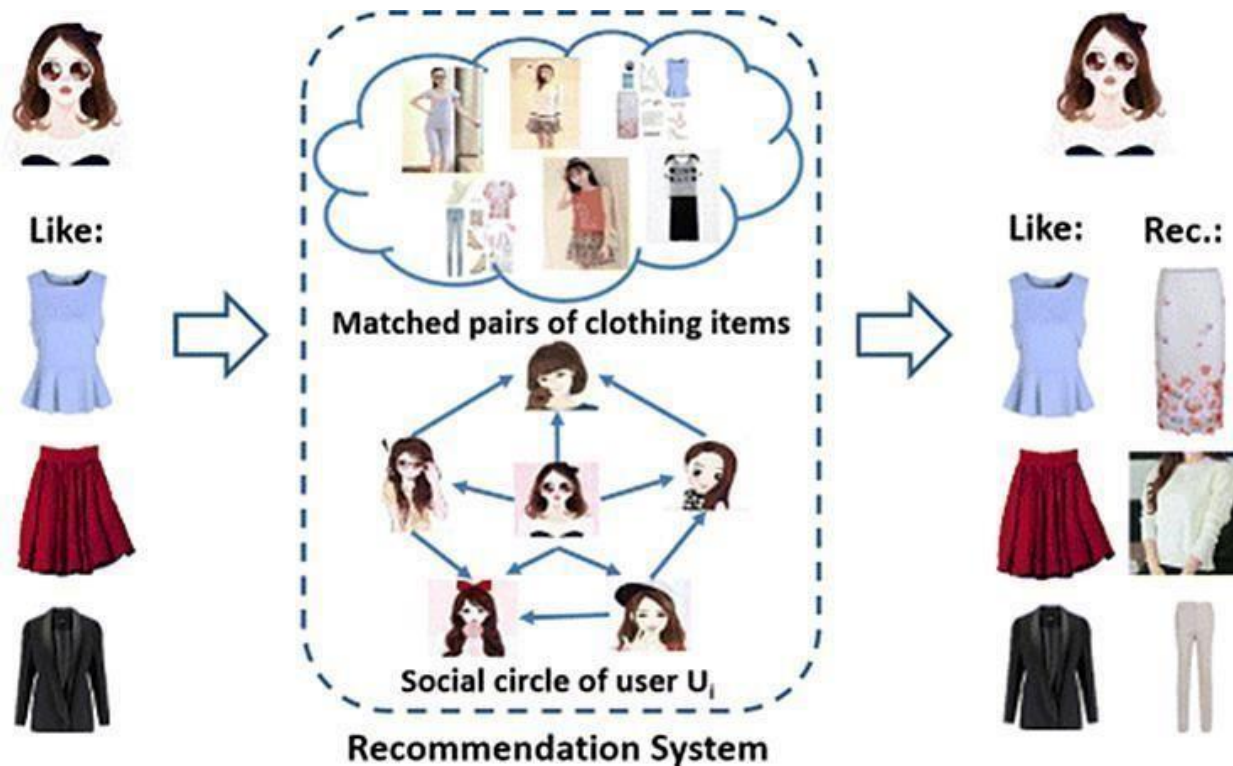 Like:
Matched pairs of clothing items
Social circle of user Uᵢ
Recommendation System
Like:
Rec.: